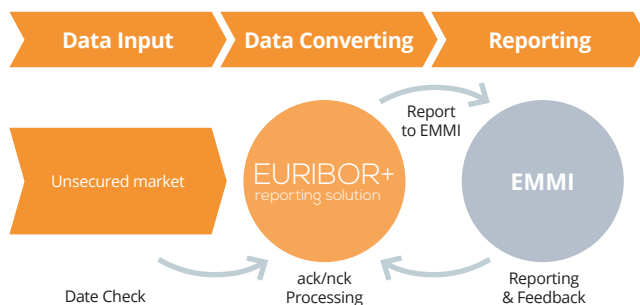 Data Input
Data Converting
Reporting
Report
to EMMI
Unsecured market
EURIBOR+
reporting solution
EMMI
Date Check
ack/nck
Processing
Reporting
& Feedback